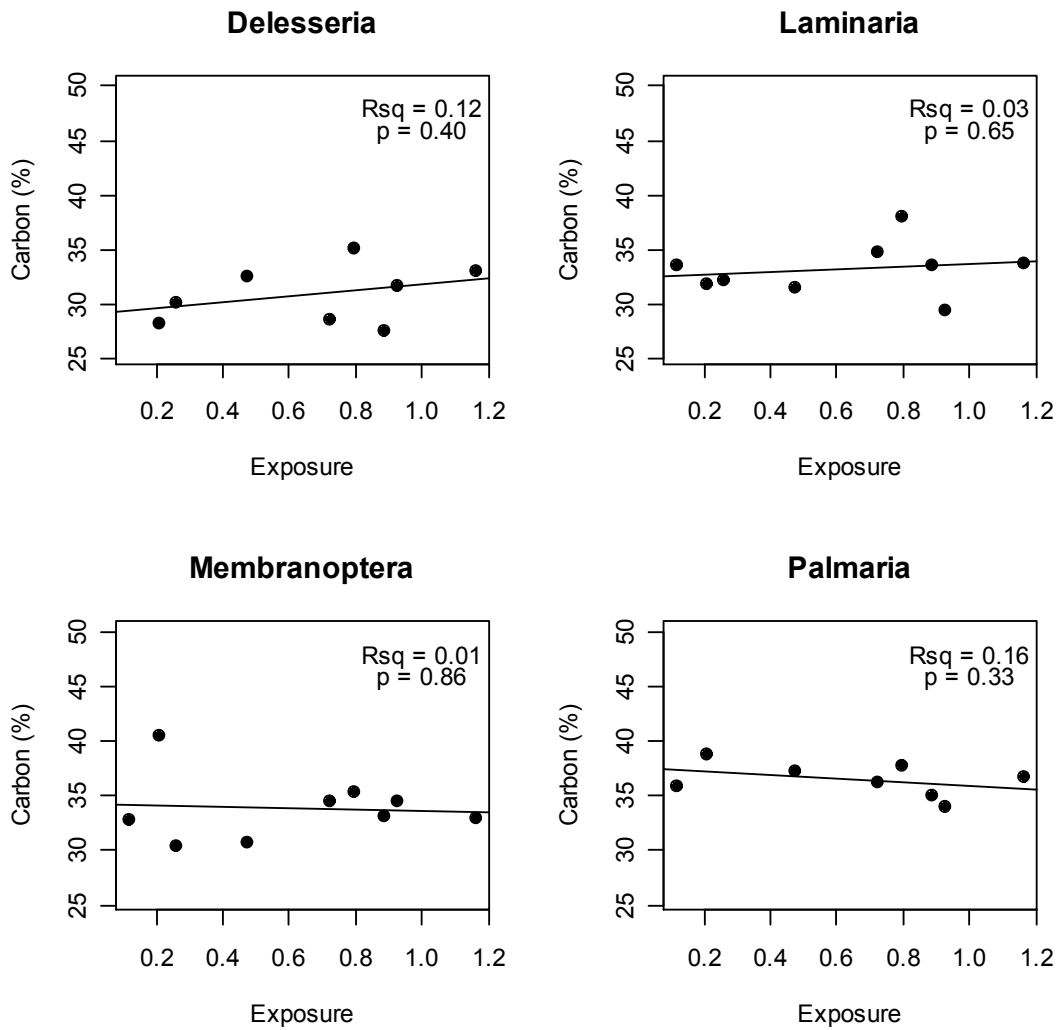 Delesseria
Rsq = 0.12
p = 0.40
Carbon (%)
50
45
40
35
30
25
0.2 0.4 0.6 0.8 1.0 1.2
Exposure
Laminaria
Rsq = 0.03
p = 0.65
Carbon (%)
50
45
40
35
30
25
0.2 0.4 0.6 0.8 1.0 1.2
Exposure
Membranoptera
Rsq = 0.01
p = 0.86
Carbon (%)
50
45
40
35
30
25
0.2 0.4 0.6 0.8 1.0 1.2
Exposure
Palmaria
Rsq = 0.16
p = 0.33
Carbon (%)
50
45
40
35
30
25
0.2 0.4 0.6 0.8 1.0 1.2
Exposure